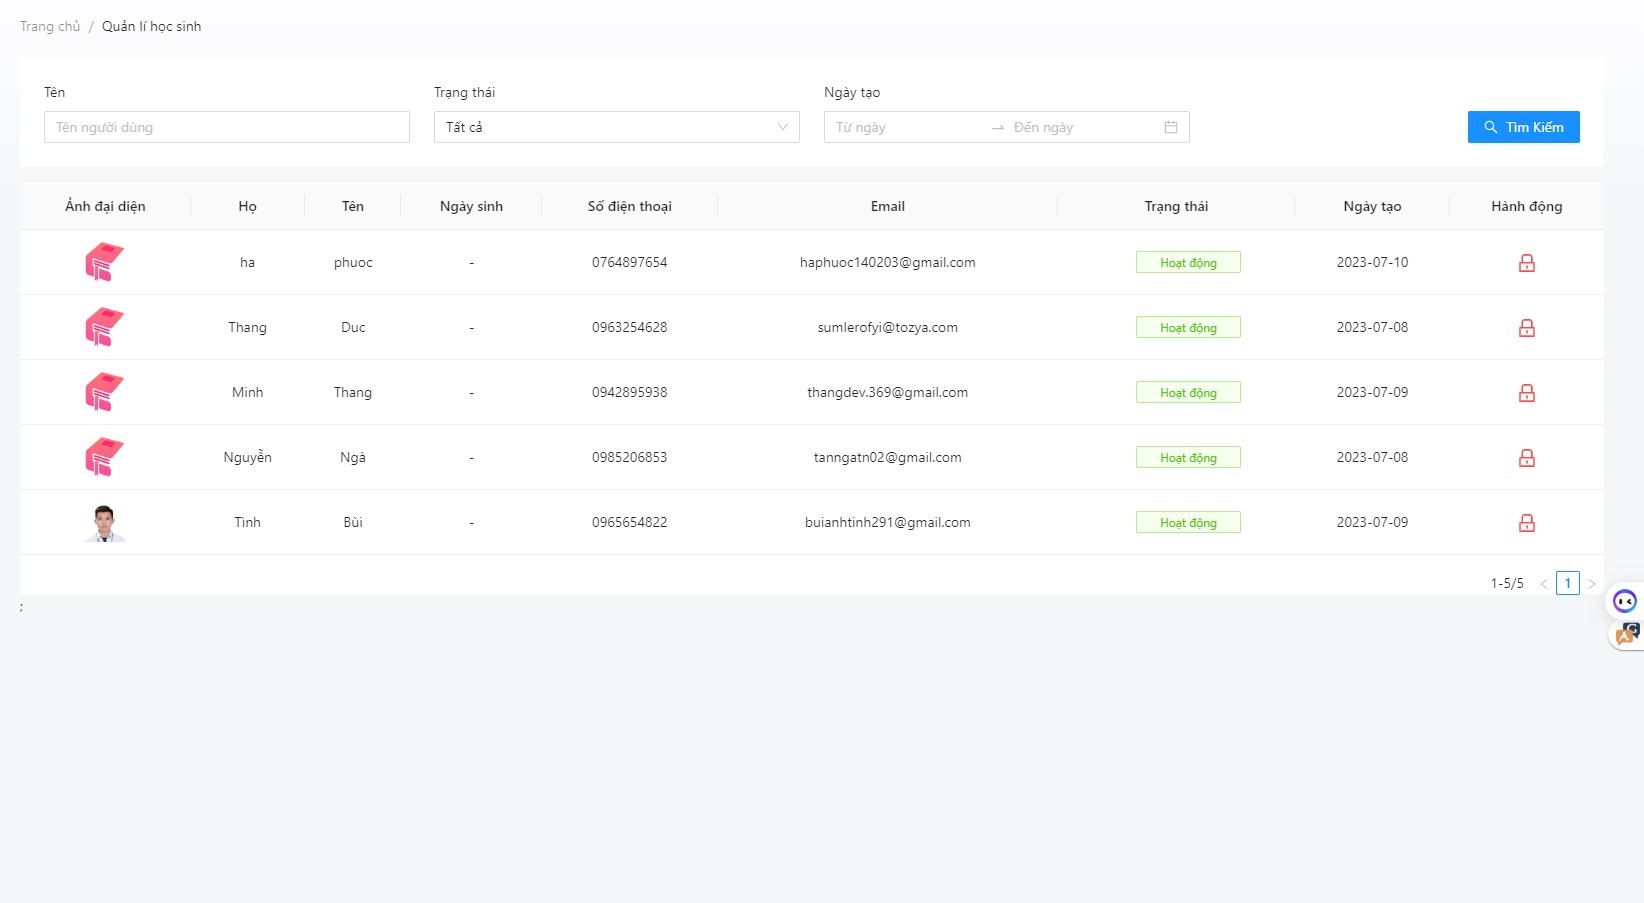 Trang chủ / Quản lí học sinh
Tên
Trạng thái
Ngày tạo
Tên người dùng
Tất cả
Từ ngày
Đến ngày
Tìm Kiếm
Ảnh đại diện Họ Tên Ngày sinh Số điện thoại Email Trạng thái Ngày tạo Hành động
ha phuoc - 0764897654 haphuoc140203@gmail.com Hoạt động 2023-07-10
Thang Duc - 0963254628 sumlerofyi@tozya.com Hoạt động 2023-07-08
Minh Thang - 0942895938 thangdev.369@gmail.com Hoạt động 2023-07-09
Nguyễn Ngà - 0985206853 tanngatn02@gmail.com Hoạt động 2023-07-08
Tình Bùi - 0965654822 buianhtinh291@gmail.com Hoạt động 2023-07-09
1-5/5 < 1 >
;